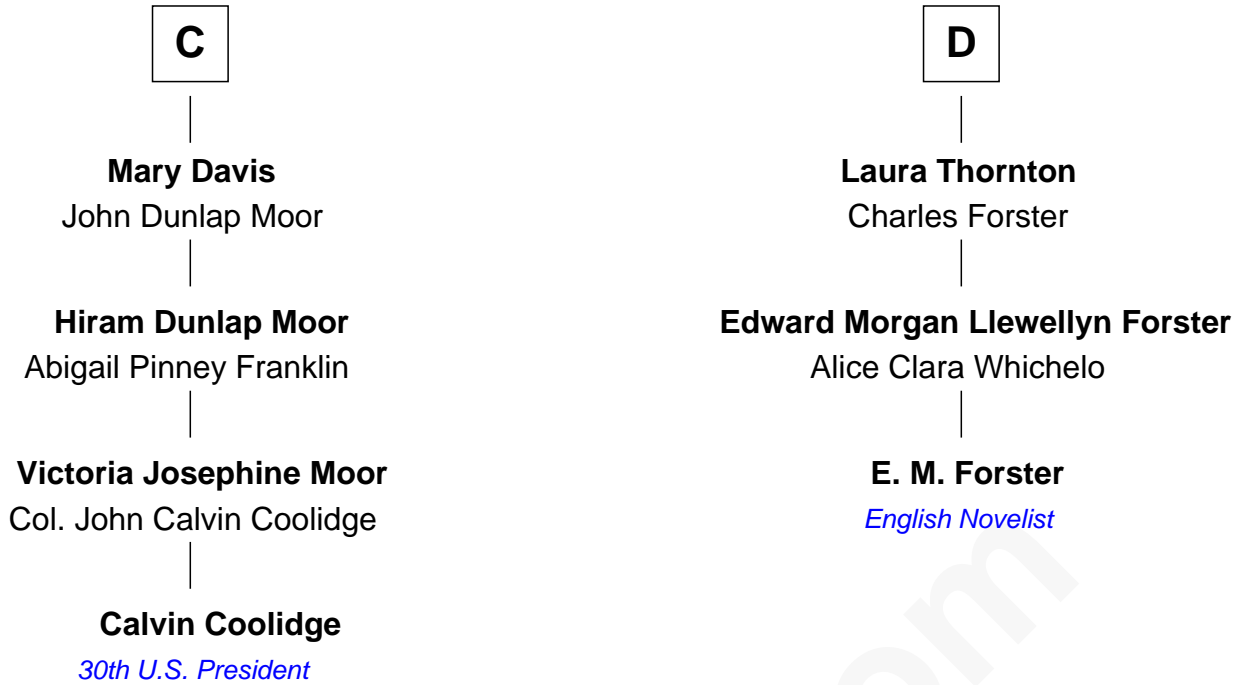 C
Mary Davis
John Dunlap Moor
Hiram Dunlap Moor
Abigail Pinney Franklin
Victoria Josephine Moor
Col. John Calvin Coolidge
Calvin Coolidge
30th U.S. President
D
Laura Thornton
Charles Forster
Edward Morgan Llewellyn Forster
Alice Clara Whichelo
E. M. Forster
English Novelist